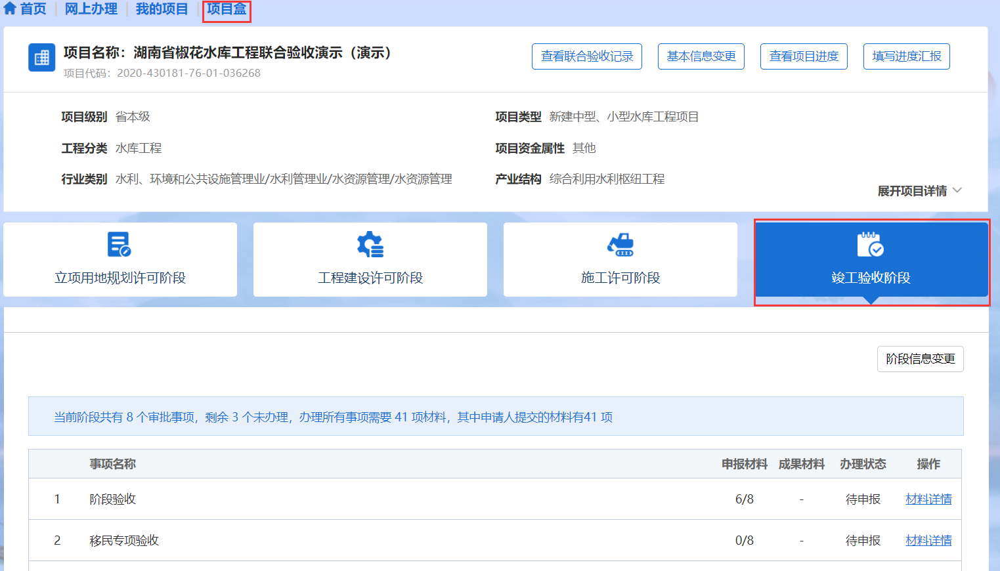 首页 网上办理 我的项目 项目盒
项目名称：湖南省椒花水库工程联合验收演示（演示）
项目代码：2020-430181-76-01-036268
查看联合验收记录 基本信息变更 查看项目进度 填写进度汇报
项目级别 省本级 项目类型 新建中型、小型水库工程项目
工程分类 水库工程 项目资金属性 其他
行业类别 水利、环境和公共设施管理业/水利管理业/水资源管理/水资源管理 产业结构 综合利用水利枢纽工程
展开项目详情
立项用地规划许可阶段 工程建设许可阶段 施工许可阶段 竣工验收阶段
阶段信息变更
当前阶段共有 8 个审批事项，剩余 3 个未办理，办理所有事项需要 41 项材料，其中申请人提交的材料有41 项
事项名称 申报材料 成果材料 办理状态 操作
1 阶段验收 6/8 - 待申报 材料详情
2 移民专项验收 0/8 - 待申报 材料详情